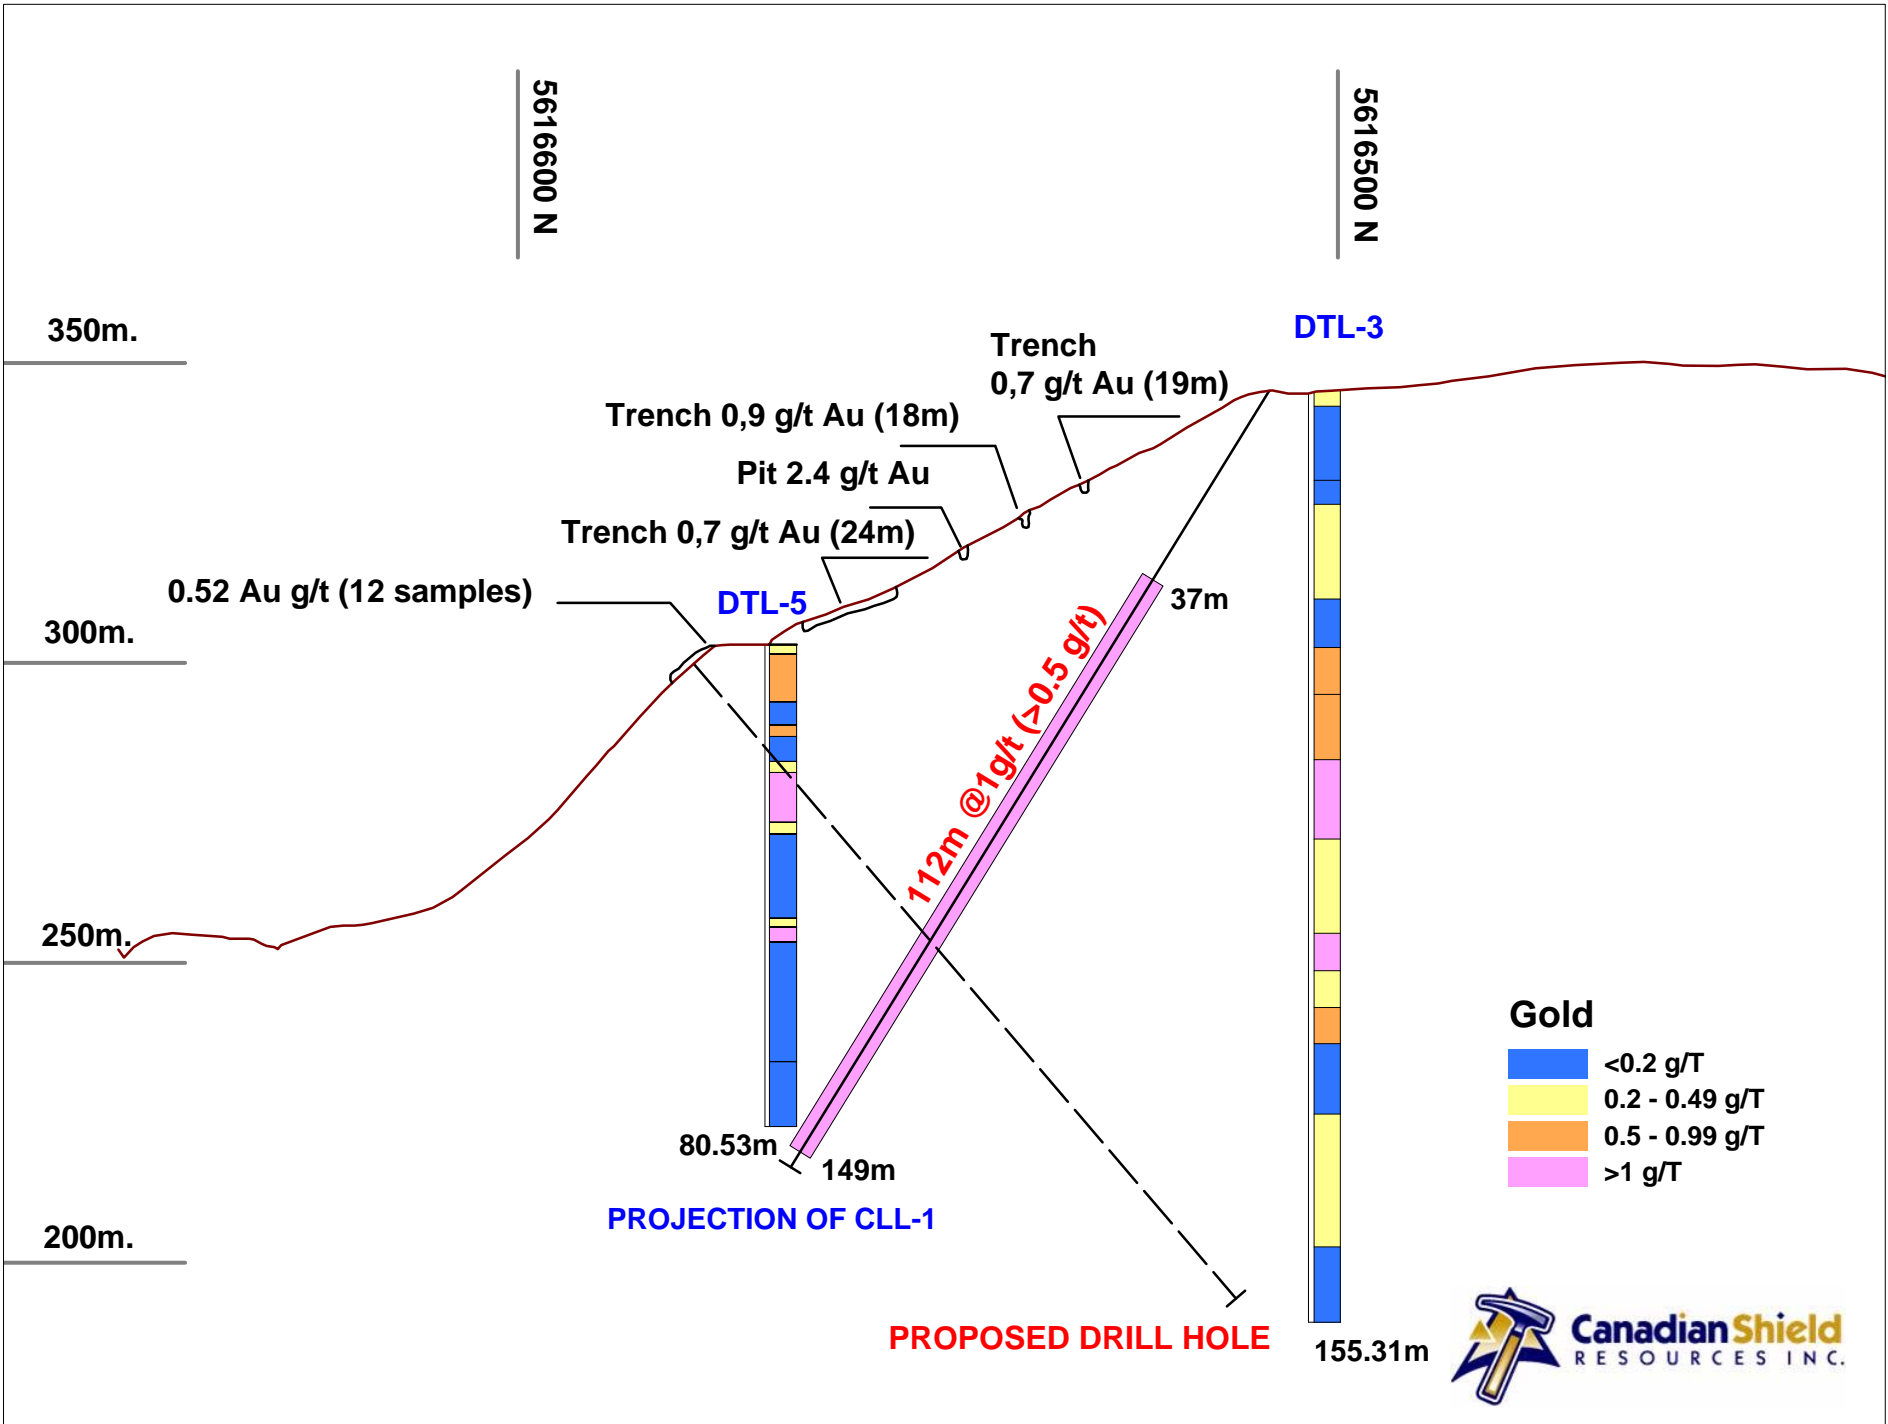 5616600 N
5616500 N
350m.
DTL-3
Trench
0,7 g/t Au (19m)
Trench 0,9 g/t Au (18m)
Pit 2.4 g/t Au
Trench 0,7 g/t Au (24m)
0.52 Au g/t (12 samples)
DTL-5
37m
300m.
112m @1g/t (>0.5 g/t)
250m.
Gold
<0.2 g/T
0.2 - 0.49 g/T
0.5 - 0.99 g/T
>1 g/T
80.53m
149m
PROJECTION OF CLL-1
200m.
PROPOSED DRILL HOLE
155.31m
Canadian Shield
RESOURCES INC.